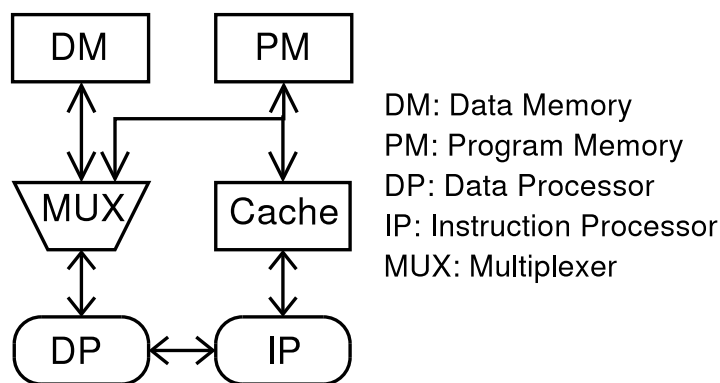 DM
PM
MUX
Cache
DP
IP
DM: Data Memory
PM: Program Memory
DP: Data Processor
IP: Instruction Processor
MUX: Multiplexer